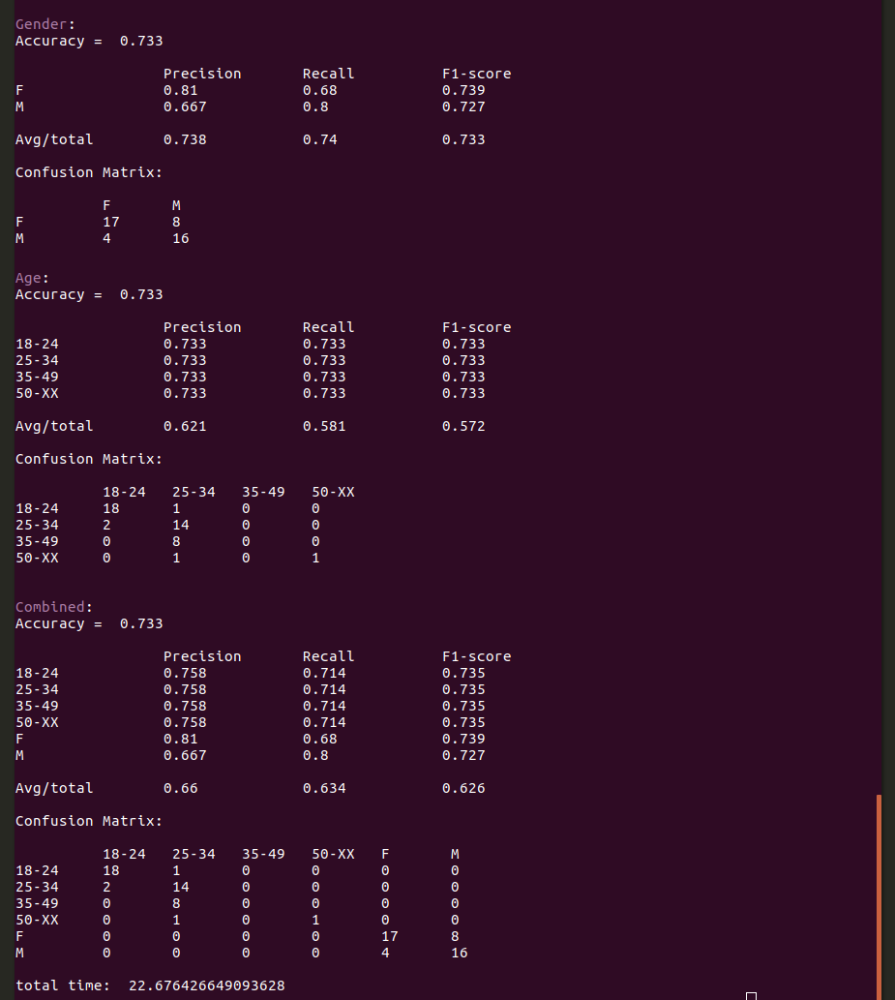 Gender:
Accuracy =  0.733
Precision Recall F1-score
F 0.81 0.68 0.739
M 0.667 0.8 0.727
Avg/total 0.738 0.74 0.733
Confusion Matrix:
F M
F 17 8
M 4 16
Age:
Accuracy =  0.733
Precision Recall F1-score
18-24 0.733 0.733 0.733
25-34 0.733 0.733 0.733
35-49 0.733 0.733 0.733
50-XX 0.733 0.733 0.733
Avg/total 0.621 0.581 0.572
Confusion Matrix:
18-24 25-34 35-49 50-XX
18-24 18 1 0 0
25-34 2 14 0 0
35-49 0 8 0 0
50-XX 0 1 0 1
Combined:
Accuracy =  0.733
Precision Recall F1-score
18-24 0.758 0.714 0.735
25-34 0.758 0.714 0.735
35-49 0.758 0.714 0.735
50-XX 0.758 0.714 0.735
F 0.81 0.68 0.739
M 0.667 0.8 0.727
Avg/total 0.66 0.634 0.626
Confusion Matrix:
18-24 25-34 35-49 50-XX F M
18-24 18 1 0 0 0 0
25-34 2 14 0 0 0 0
35-49 0 8 0 0 0 0
50-XX 0 1 0 1 0 0
F 0 0 0 0 17 8
M 0 0 0 0 4 16
total time:  22.676426649093628